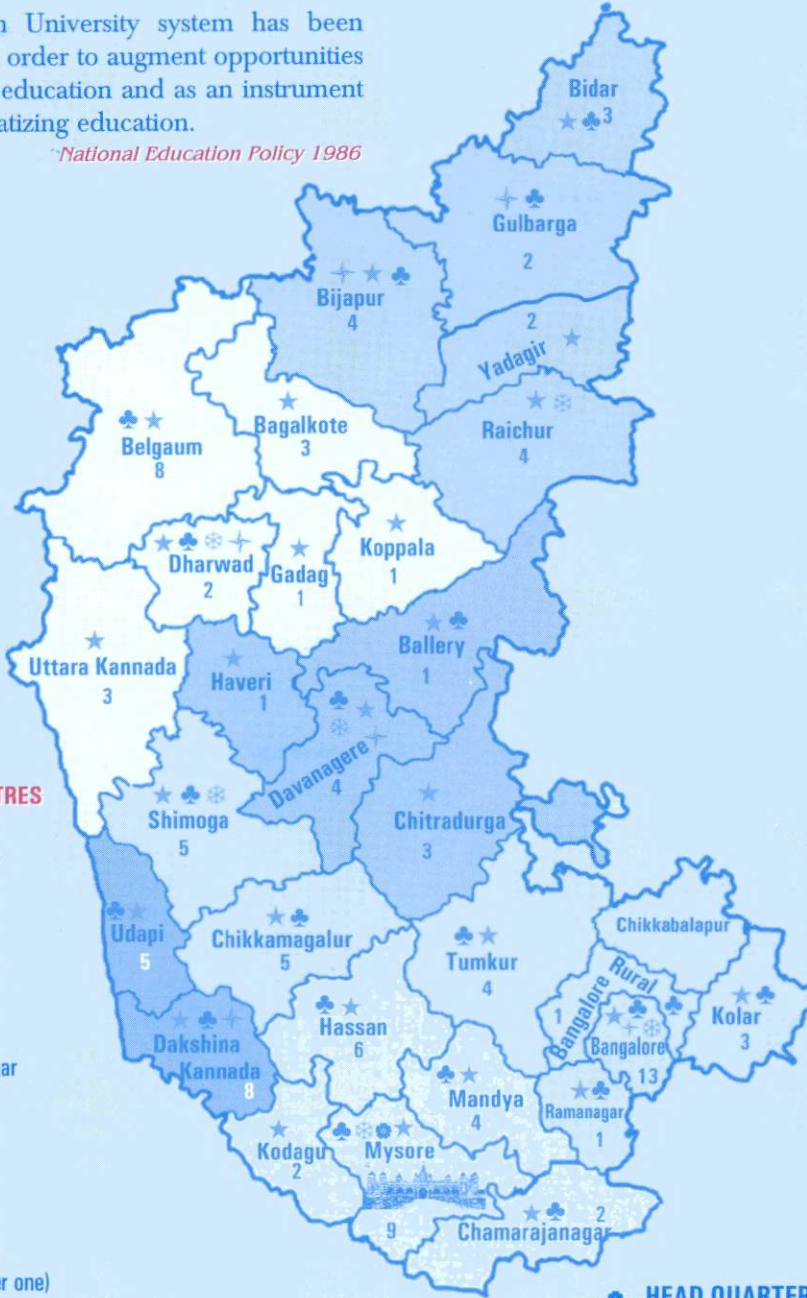 University system has been
order to augment opportunities
education and as an instrument
atizing education.
National Education Policy 1986
Bidar
3
Gulbarga
2
Bijapur
4
2
Yadagir
Raichur
4
Bagalkote
3
Belgaum
8
Dharwad
2
Gadag
1
Koppala
1
Ballery
1
Uttara Kannada
3
Haveri
1
Davanagere
4
TRES
Shimoga
5
Chitradurga
3
Udapi
5
Chikkamagalur
5
Tumkur
4
Chikkabalapur
Bangalore Rural
1
Bangalore
13
Kolar
3
Hassan
6
Dakshina
Kannada
8
ar
Mandya
4
Ramanagar
1
Kodagu
2
Mysore
9
Chamarajanagar
2
er one)
HEAD QUARTER